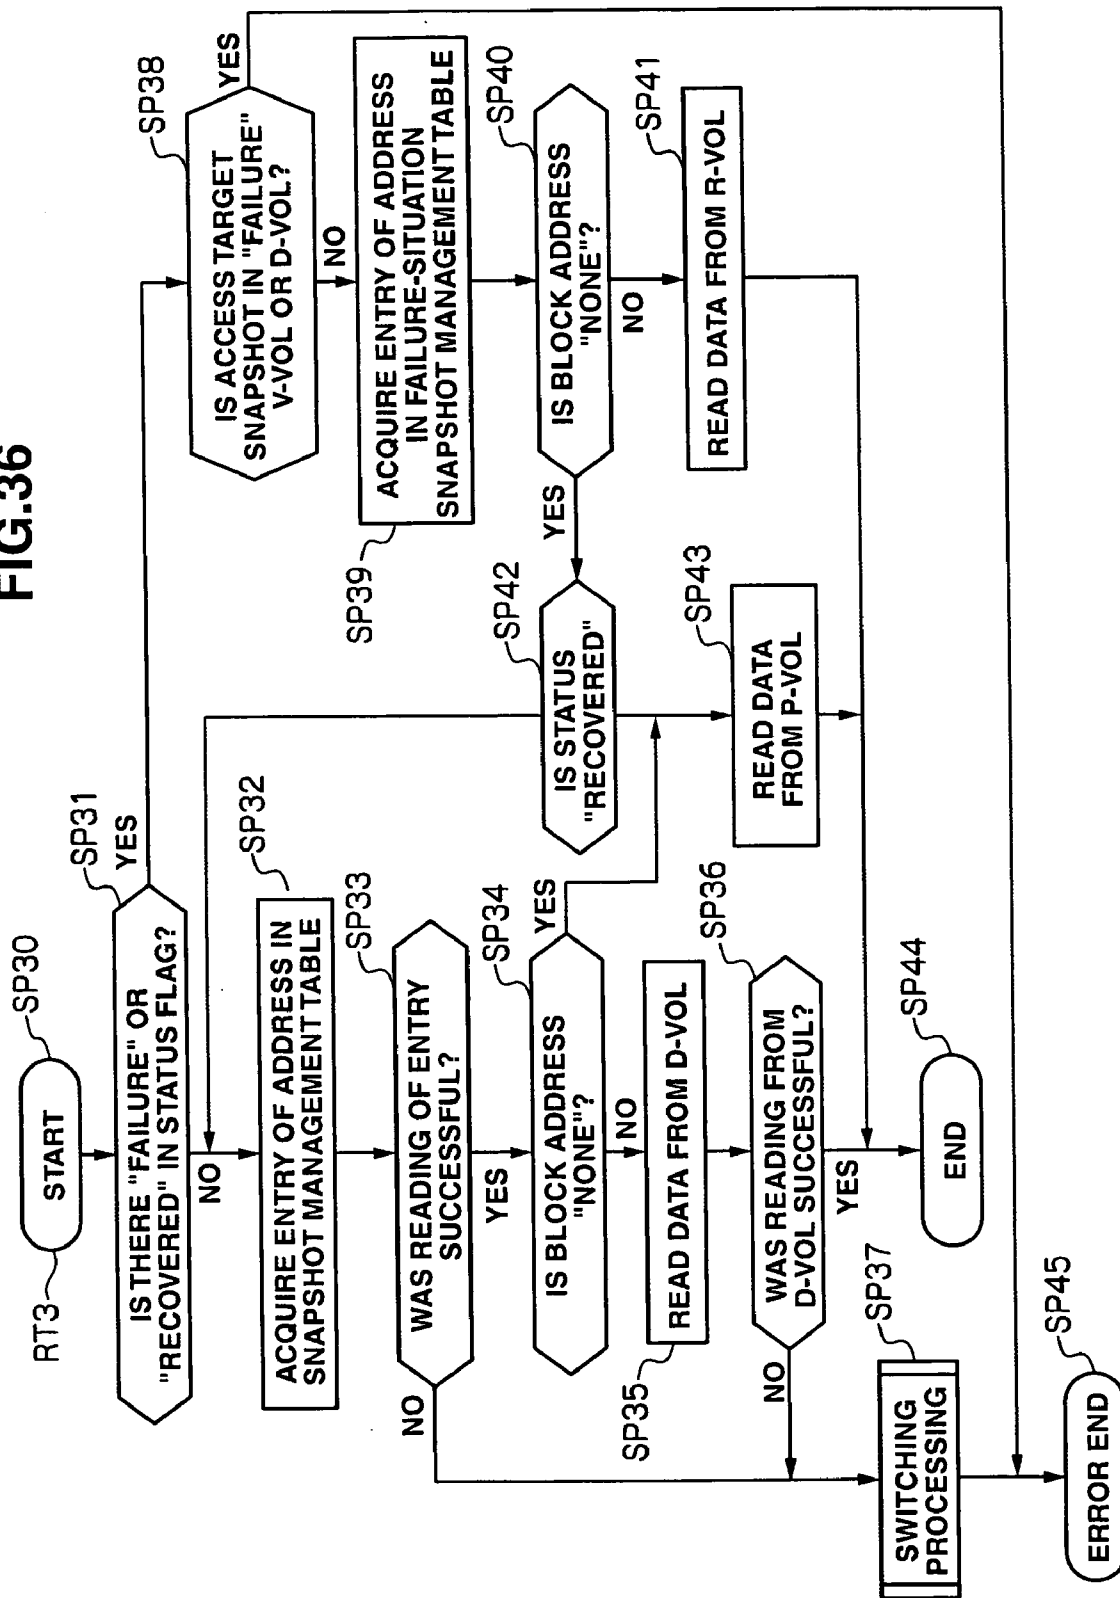 FIG.36
RT3
START
SP30
IS THERE "FAILURE" OR
"RECOVERED" IN STATUS FLAG?
SP31
YES
NO
ACQUIRE ENTRY OF ADDRESS IN
SNAPSHOT MANAGEMENT TABLE
SP32
WAS READING OF ENTRY
SUCCESSFUL?
SP33
NO
YES
IS BLOCK ADDRESS
"NONE"?
SP34
YES
NO
READ DATA FROM D-VOL
SP35
WAS READING FROM
D-VOL SUCCESSFUL?
SP36
NO
YES
SWITCHING
PROCESSING
SP37
IS ACCESS TARGET
SNAPSHOT IN "FAILURE"
V-VOL OR D-VOL?
SP38
YES
NO
ACQUIRE ENTRY OF ADDRESS
IN FAILURE-SITUATION
SNAPSHOT MANAGEMENT TABLE
SP39
IS BLOCK ADDRESS
"NONE"?
SP40
YES
NO
READ DATA FROM R-VOL
SP41
IS STATUS
"RECOVERED"
SP42
READ DATA
FROM P-VOL
SP43
END
SP44
ERROR END
SP45